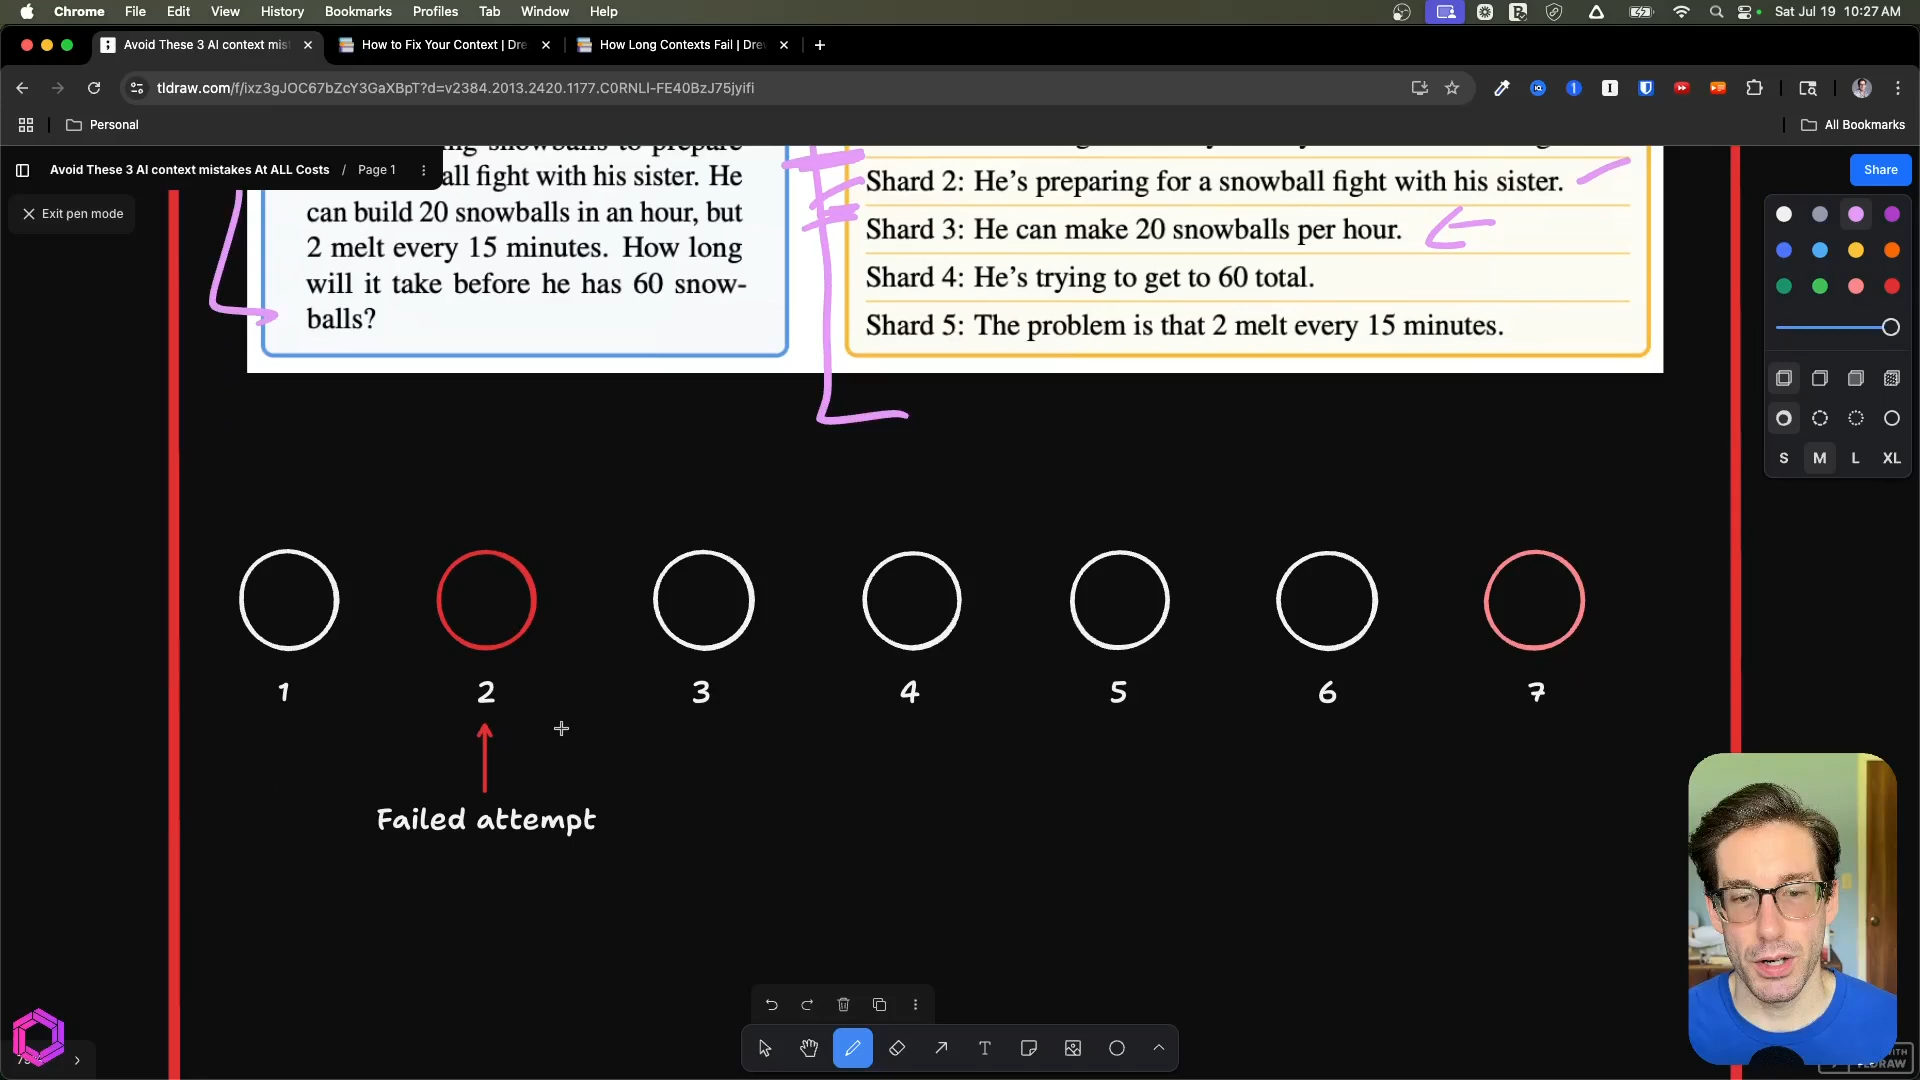 Chrome File Edit View History Bookmarks Profiles Tab Window Help
Sat Jul 19 10:27 AM
Avoid These 3 AI context mis
How to Fix Your Context | Dre
How Long Contexts Fail | Dre
tldraw.com/f/ixz3gJOC67bZcY3GaXBpT?d=v2384.2013.2420.1177.C0RNLI-FE40BzJ75jyifi
Personal
All Bookmarks
Avoid These 3 AI context mistakes At ALL Costs / Page 1
Share
Exit pen mode
snowballs to prepare
all fight with his sister. He
can build 20 snowballs in an hour, but
2 melt every 15 minutes. How long
will it take before he has 60 snow-
balls?
Shard 2: He's preparing for a snowball fight with his sister.
Shard 3: He can make 20 snowballs per hour.
Shard 4: He's trying to get to 60 total.
Shard 5: The problem is that 2 melt every 15 minutes.
S M L XL
1 2 3 4 5 6 7
Failed attempt